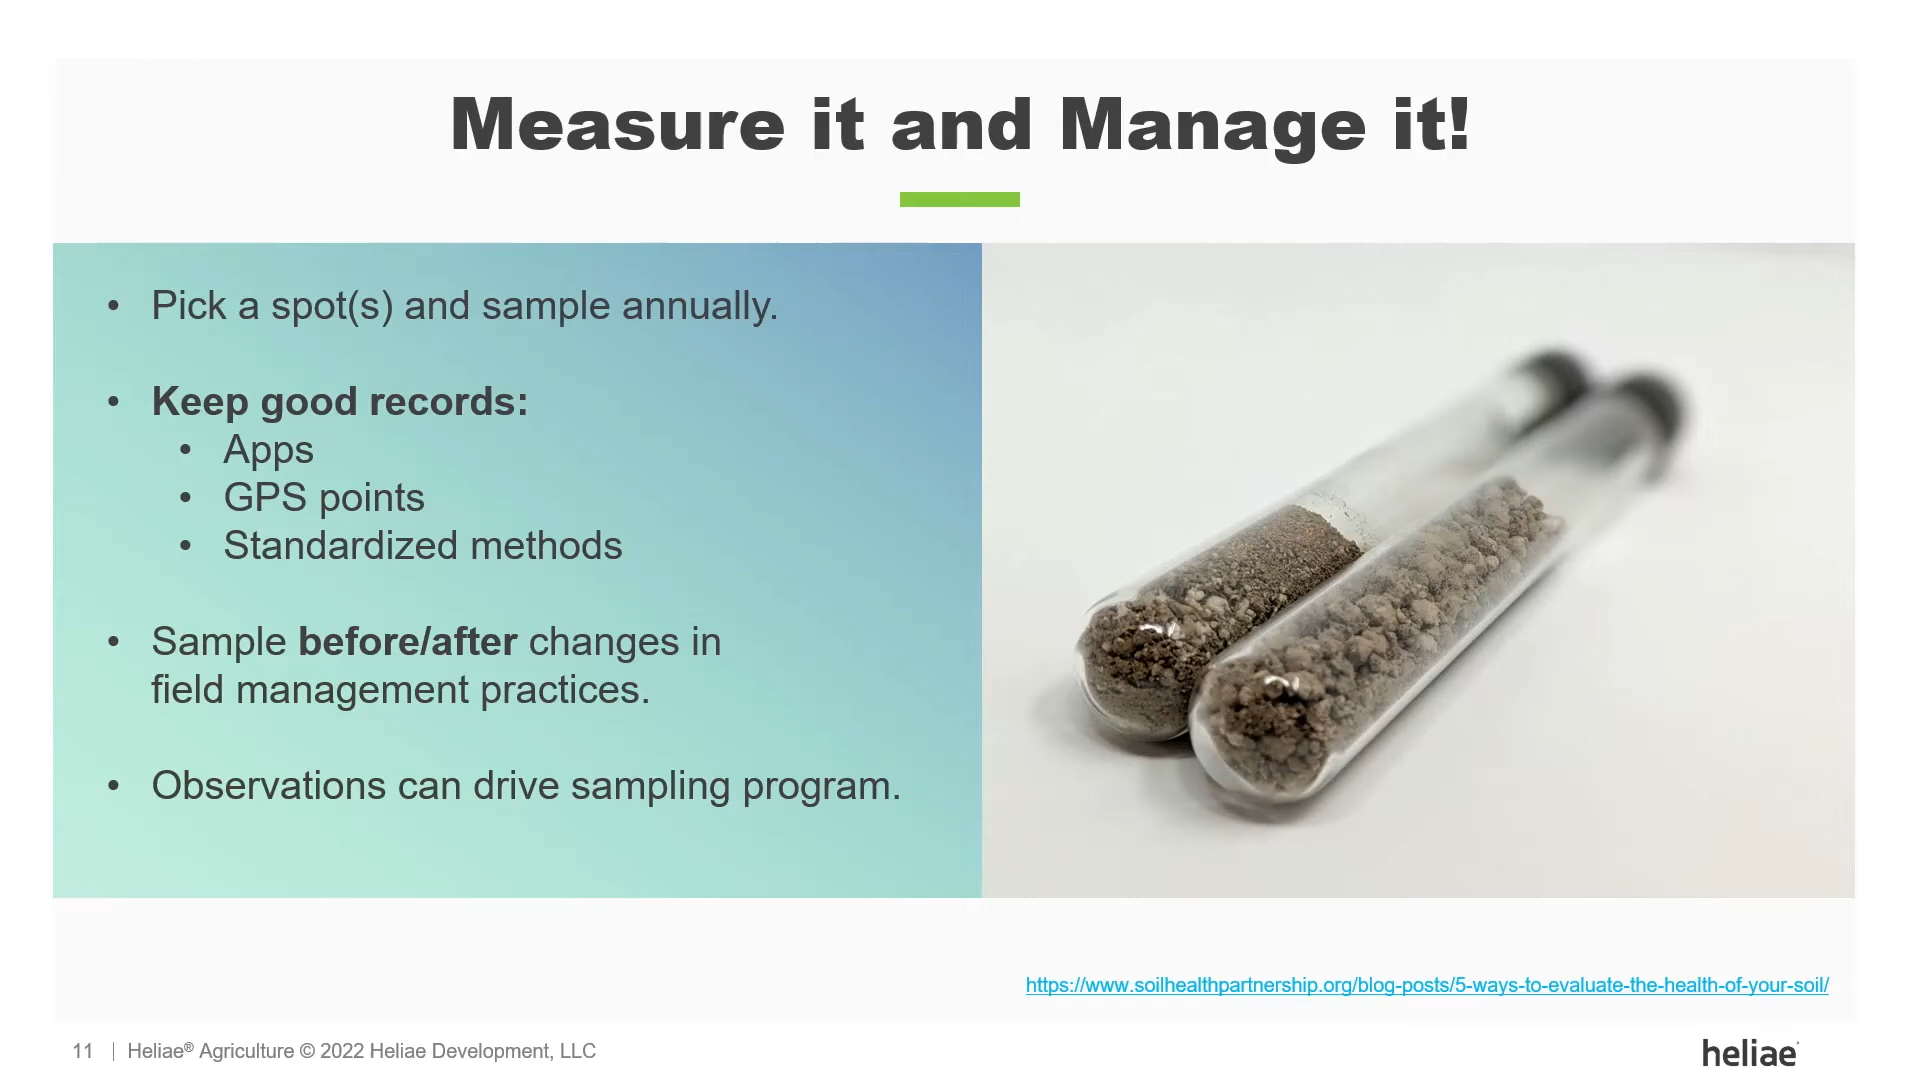 Measure it and Manage it!
• Pick a spot(s) and sample annually.
• Keep good records:
• Apps
• GPS points
• Standardized methods
• Sample before/after changes in
field management practices.
• Observations can drive sampling program.
https://www.soilhealthpartnership.org/blog-posts/5-ways-to-evaluate-the-health-of-your-soil/
11 | Heliae® Agriculture © 2022 Heliae Development, LLC
heliae